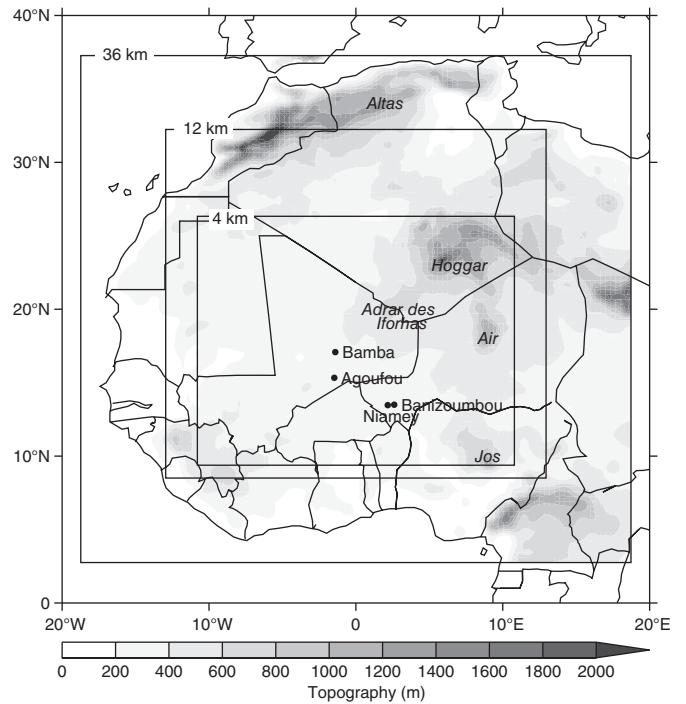 40°N
36 km
Altas
12 km
30°N
4 km
Hoggar
20°N
Adrar des
Ifornas
Air
Bamba
Agoufou
Banizoumbou
Niamey
10°N
Jos
0
20°W 10°W 0 10°E 20°E
0 200 400 600 800 1000 1200 1400 1600 1800 2000
Topography (m)